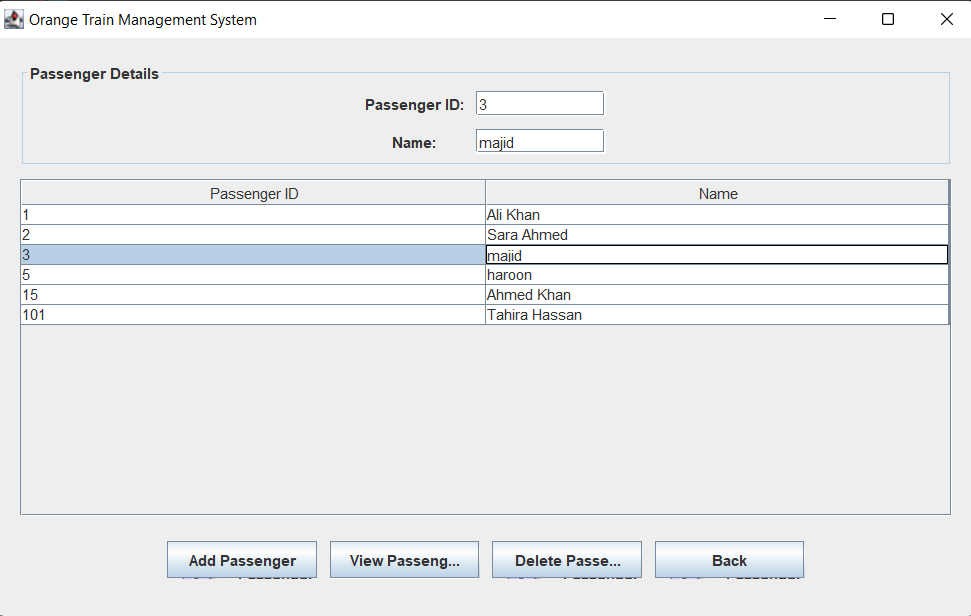 Orange Train Management System
Passenger Details
Passenger ID: 3
Name: majid
Passenger ID Name
1 Ali Khan
2 Sara Ahmed
3 majid
5 haroon
15 Ahmed Khan
101 Tahira Hassan
Add Passenger View Passeng... Delete Passe... Back